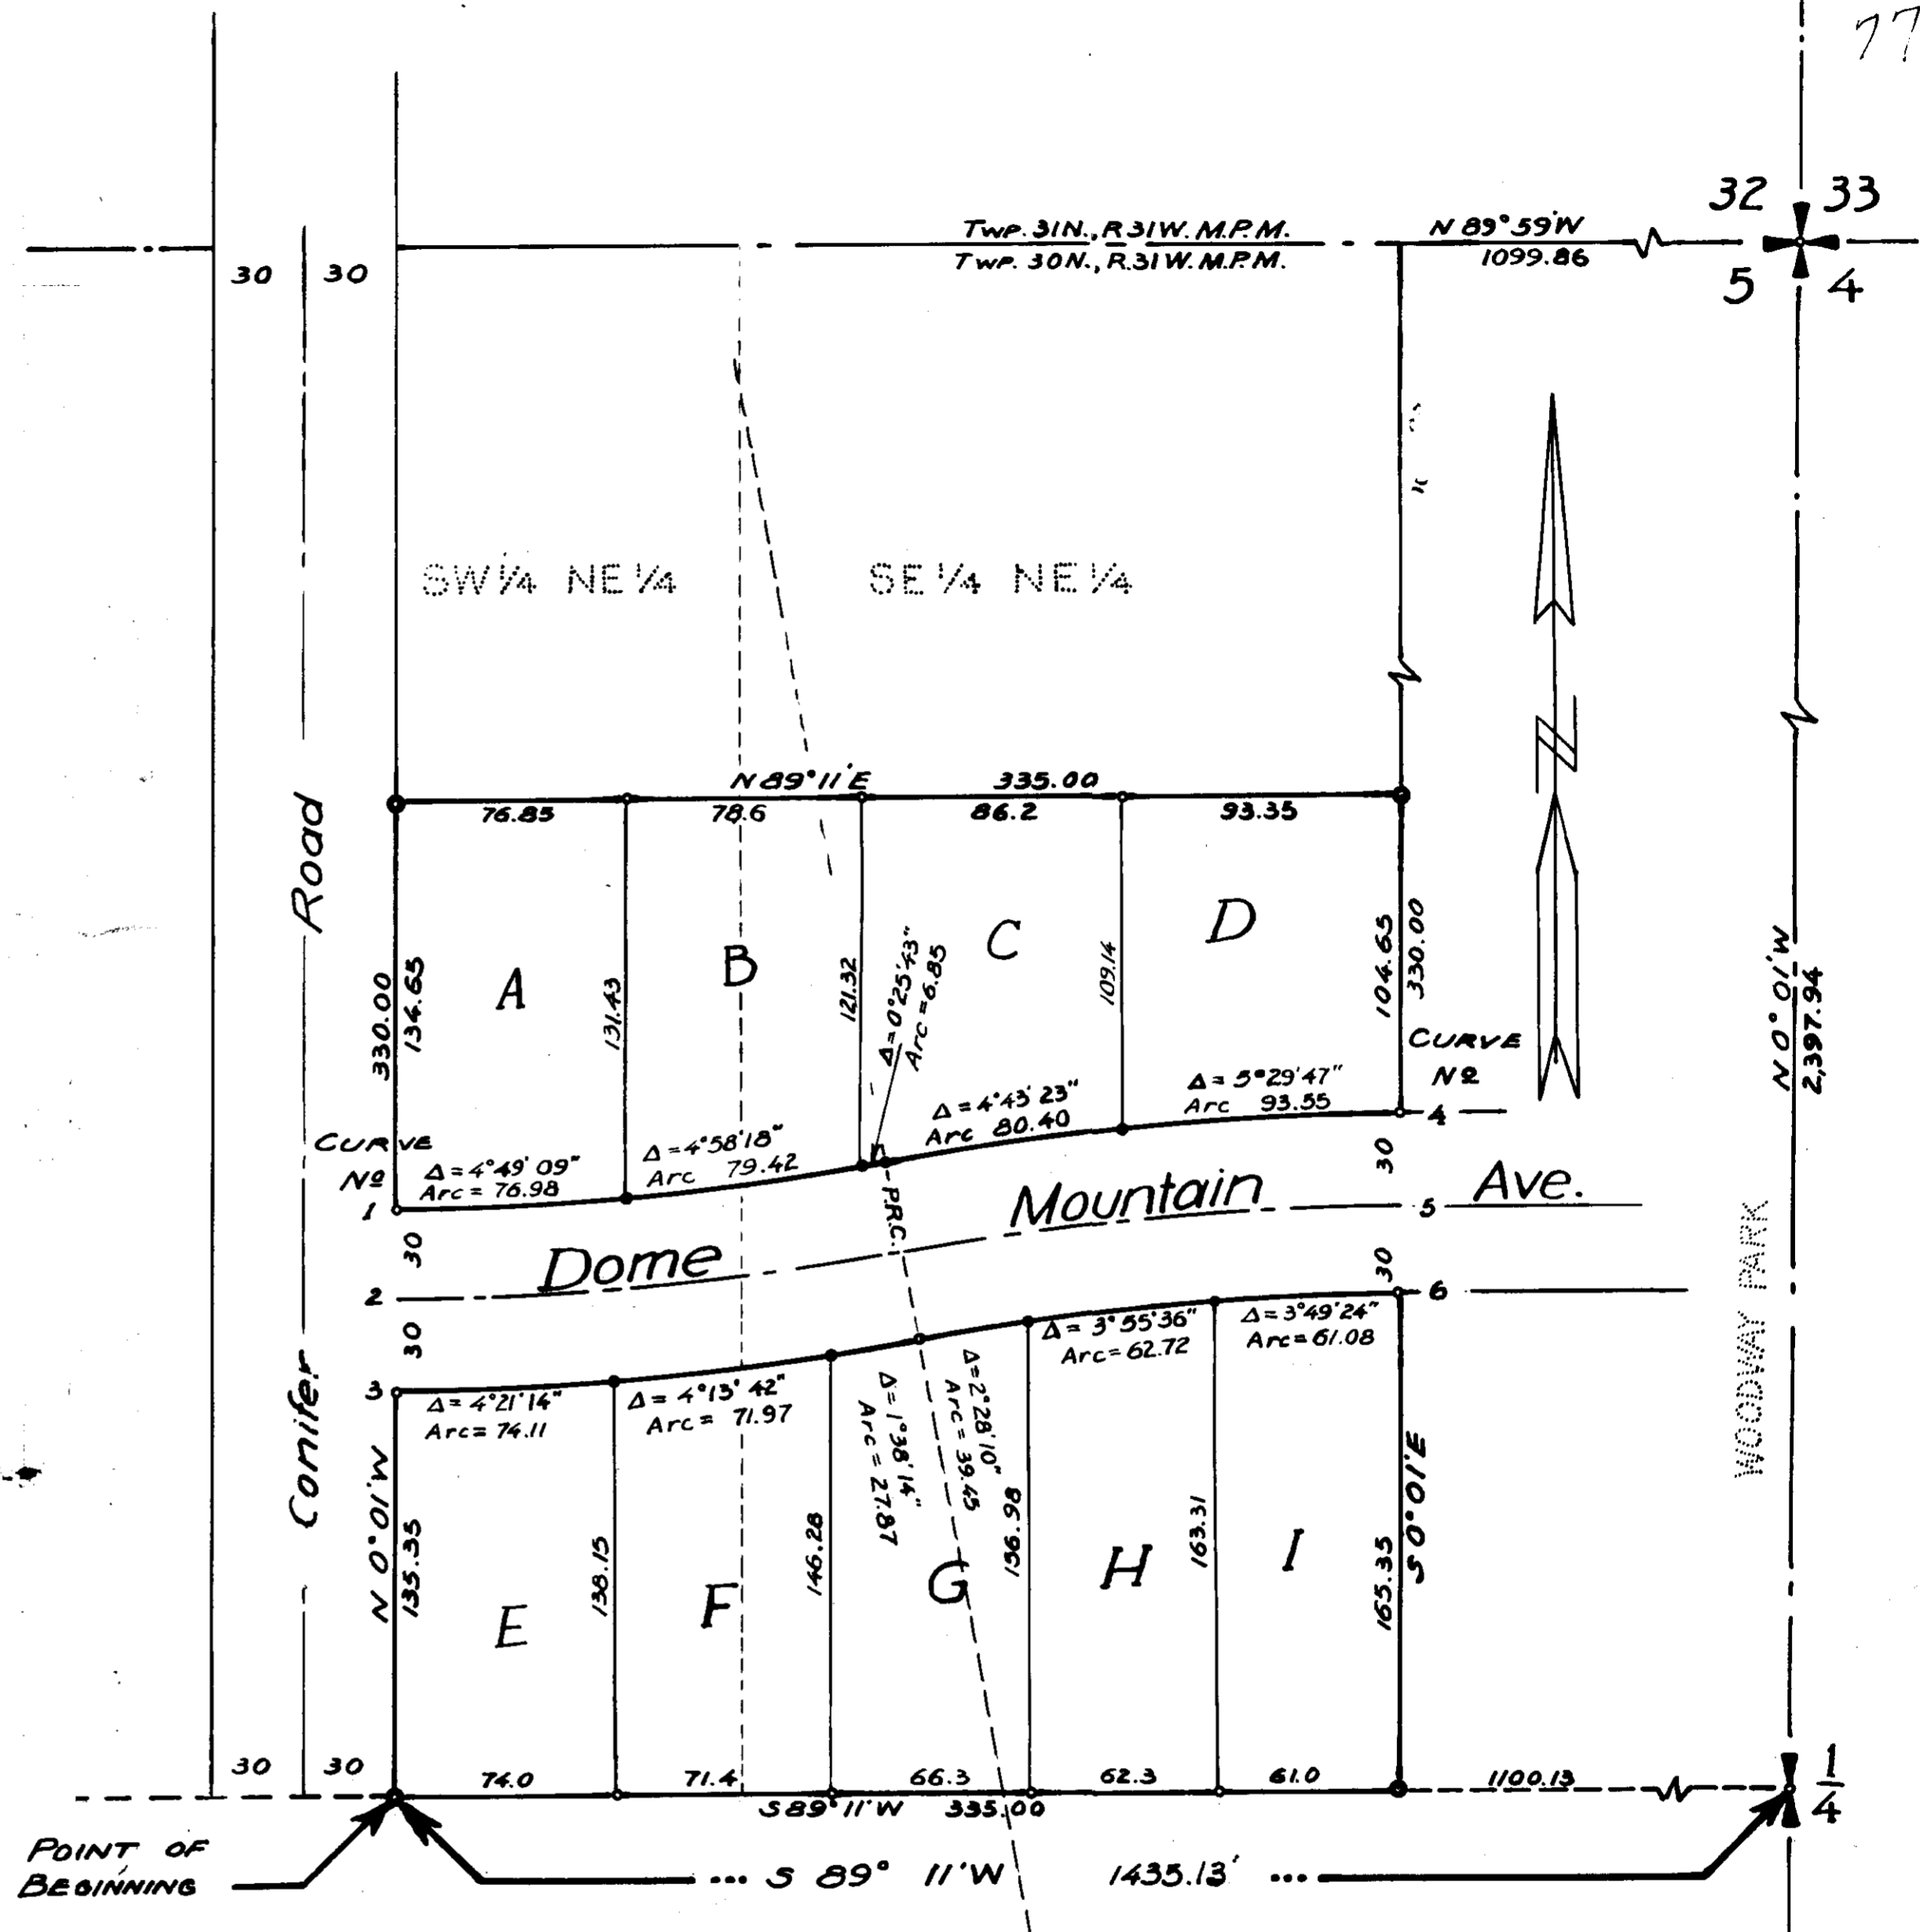 77
32 33
Twp. 31N., R31W. M.P.M.
N 89° 59' W
Twp. 30N., R.31W. M.P.M.
1099.86
5 4
30 30
SW¼ NE¼ SE¼ NE¼
N 89° 11' E 335.00
76.85 78.6 86.2 93.35
Road
A B C D
330.00
134.65
131.43
121.32
Δ=0°25'43"
Arc=6.85
109.14
104.65
330.00
N 0° 01' W
2,397.94
CURVE
Nº
4
CURVE
Nº
1
Δ=4°49'09"
Arc=76.98
Δ=4°58'18"
Arc 79.42
Δ=4°43'23"
Arc 80.40
Δ=5°29'47"
Arc 93.55
30
P.R.C.
Dome Mountain Ave.
5
30
2
30
30
6
3
Δ=4°21'14"
Arc=74.11
Δ=4°13'42"
Arc= 71.97
Δ=1°38'14"
Arc=27.87
Δ=2°28'10"
Arc=39.45
Δ=3°55'36"
Arc=62.72
Δ=3°49'24"
Arc=61.08
WOODWAY PARK
Conifer
N 0° 01' W
135.35
138.15
146.28
156.98
163.31
165.35
S 0° 01' E
E F G H I
30 30
74.0 71.4 66.3 62.3 61.0 1100.13
1/4
S 89° 11' W 335.00
POINT OF
BEGINNING
... S 89° 11' W 1435.13' ...
N